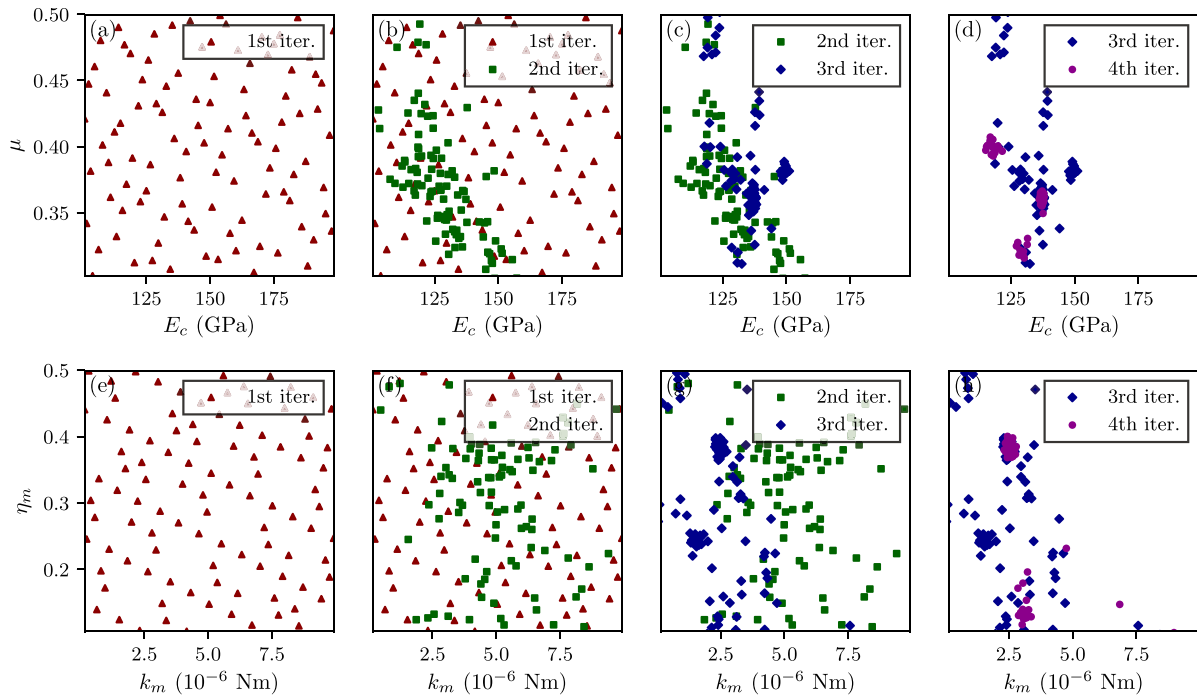 (a) 1st iter.
(b) 1st iter.
2nd iter.
(c) 2nd iter.
3rd iter.
(d) 3rd iter.
4th iter.
0.50
0.45
0.40
0.35
μ
125 150 175
125 150 175
125 150 175
125 150 175
E_c (GPa)
E_c (GPa)
E_c (GPa)
E_c (GPa)
(e) 1st iter.
(f) 1st iter.
2nd iter.
2nd iter.
3rd iter.
3rd iter.
4th iter.
0.5
0.4
0.3
0.2
η_m
2.5 5.0 7.5
2.5 5.0 7.5
2.5 5.0 7.5
2.5 5.0 7.5
k_m (10⁻⁶ Nm)
k_m (10⁻⁶ Nm)
k_m (10⁻⁶ Nm)
k_m (10⁻⁶ Nm)